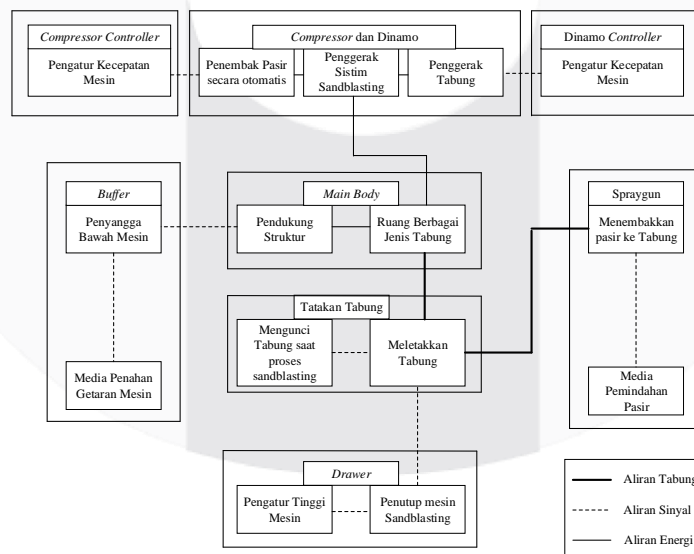 Compressor Controller
Pengatur Kecepatan
Mesin
Compressor dan Dinamo
Penembak Pasir
secara otomatis
Penggerak
Sistim
Sandblasting
Penggerak
Tabung
Dinamo Controller
Pengatur Kecepatan
Mesin
Buffer
Penyangga
Bawah Mesin
Media Penahan
Getaran Mesin
Main Body
Pendukung
Struktur
Ruang Berbagai
Jenis Tabung
Spraygun
Menembakkan
pasir ke Tabung
Media
Pemindahan
Pasir
Tatakan Tabung
Mengunci
Tabung saat
proses
sandblasting
Meletakkan
Tabung
Drawer
Pengatur Tinggi
Mesin
Penutup mesin
Sandblasting
Aliran Tabung
Aliran Sinyal
Aliran Energi